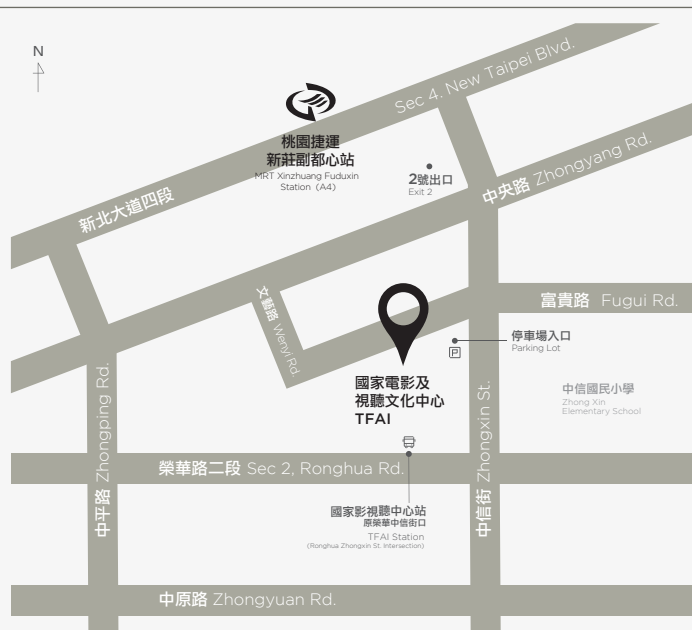 N
Sec 4. New Taipei Blvd.
桃園捷運
新莊副都心站
MRT Xinzhuang Fuduxin
Station (A4)
2號出口
Exit 2
中央路 Zhongyang Rd.
新北大道四段
文藝路 Wenyi Rd.
富貴路 Fugui Rd.
停車場入口
Parking Lot
P
國家電影及
視聽文化中心
TFAI
中信國民小學
Zhong Xin
Elementary School
中平路 Zhongping Rd.
中信街 Zhongxin St.
榮華路二段 Sec 2, Ronghua Rd.
國家影視聽中心站
原榮華中信街口
TFAI Station
(Ronghua Zhongxin St. Intersection)
中原路 Zhongyuan Rd.